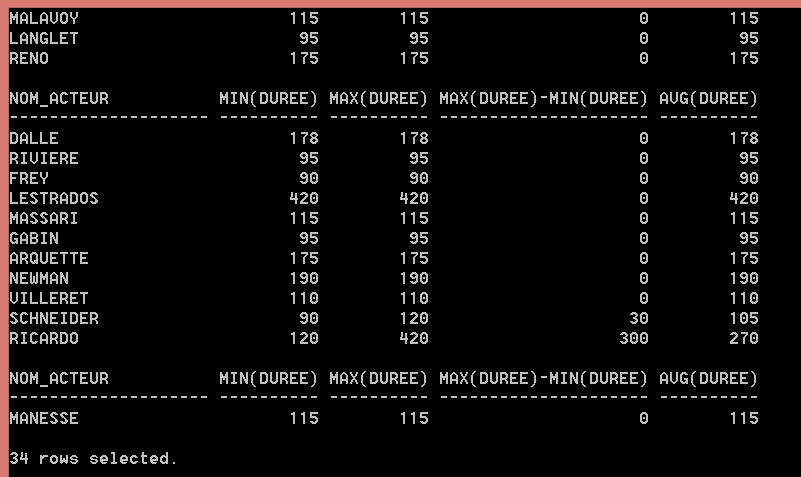 MALAVOY 115 115 0 115
LANGLET 95 95 0 95
RENO 175 175 0 175
NOM_ACTEUR MIN(DUREE) MAX(DUREE) MAX(DUREE)-MIN(DUREE) AVG(DUREE)
-------------------- ---------- ---------- --------------------- ----------
DALLE 178 178 0 178
RIVIERE 95 95 0 95
FREY 90 90 0 90
LESTRADOS 420 420 0 420
MASSARI 115 115 0 115
GABIN 95 95 0 95
ARQUETTE 175 175 0 175
NEWMAN 190 190 0 190
VILLERET 110 110 0 110
SCHNEIDER 90 120 30 105
RICARDO 120 420 300 270
NOM_ACTEUR MIN(DUREE) MAX(DUREE) MAX(DUREE)-MIN(DUREE) AVG(DUREE)
-------------------- ---------- ---------- --------------------- ----------
MANESSE 115 115 0 115
34 rows selected.